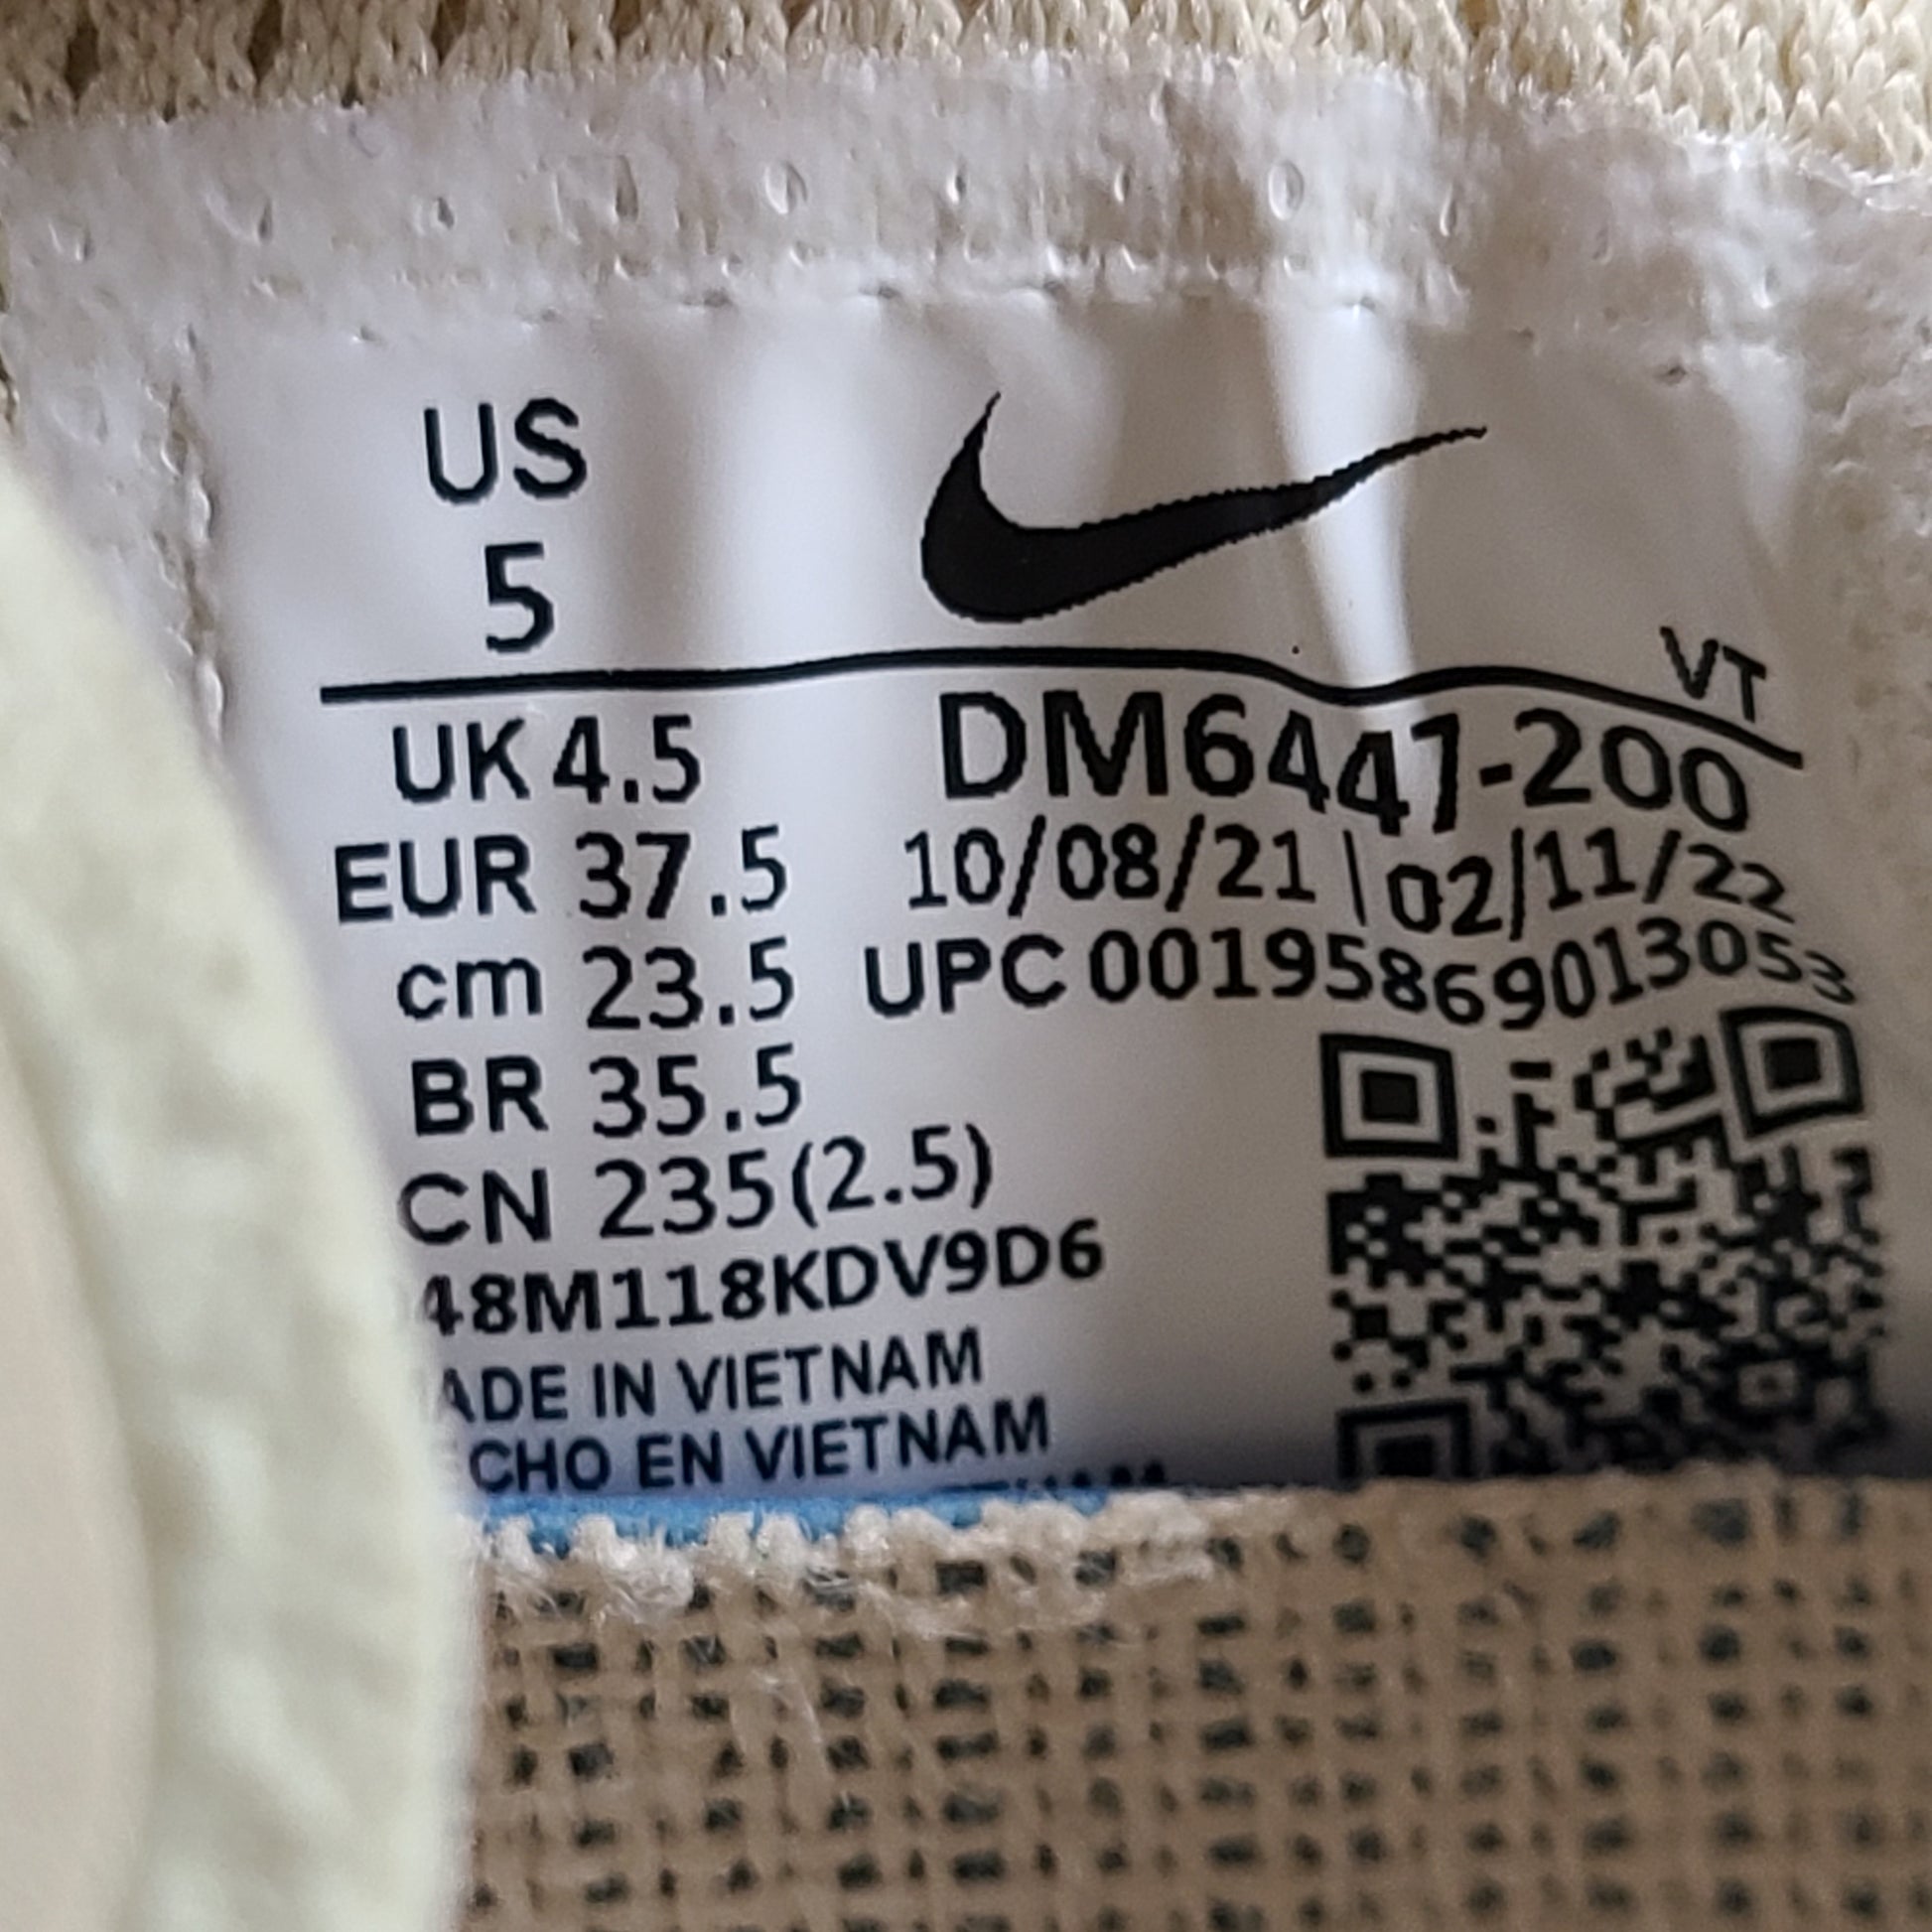 US
5
VT
UK 4.5
DM6447-200
EUR 37.5
10/08/21 | 02/11/22
cm 23.5
UPC 00195869013053
BR 35.5
CN 235(2.5)
48M118KDV9D6
ADE IN VIETNAM
CHO EN VIETNAM